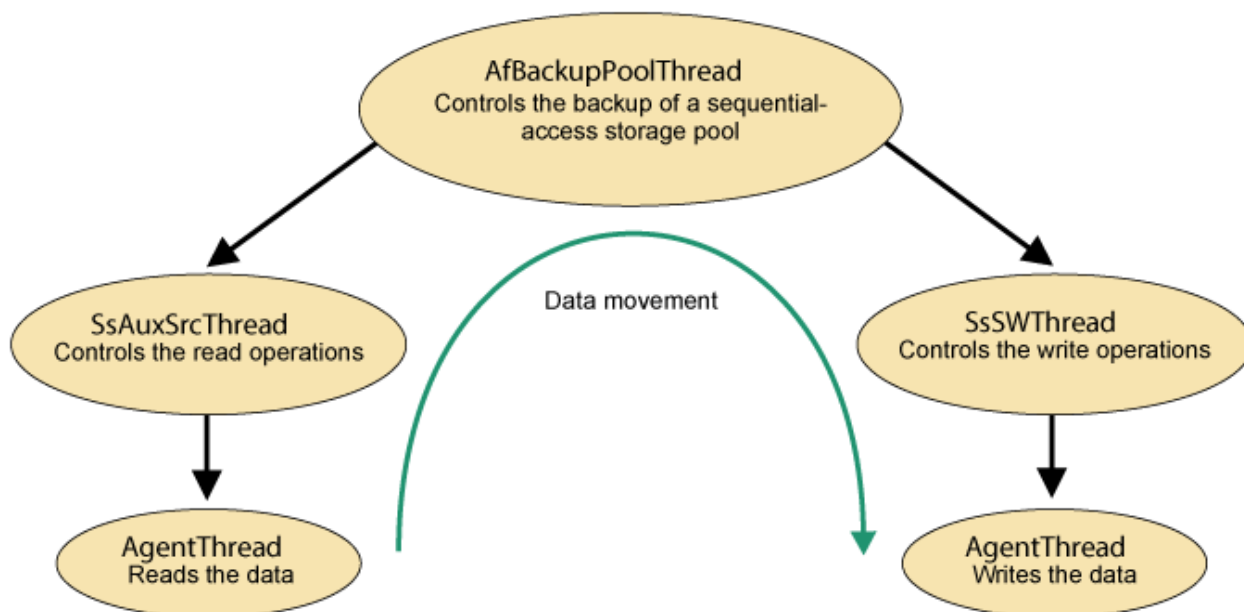 AfBackupPoolThread
Controls the backup of a sequential-
access storage pool
Data movement
SsAuxSrcThread
Controls the read operations
SsSWThread
Controls the write operations
AgentThread
Reads the data
AgentThread
Writes the data